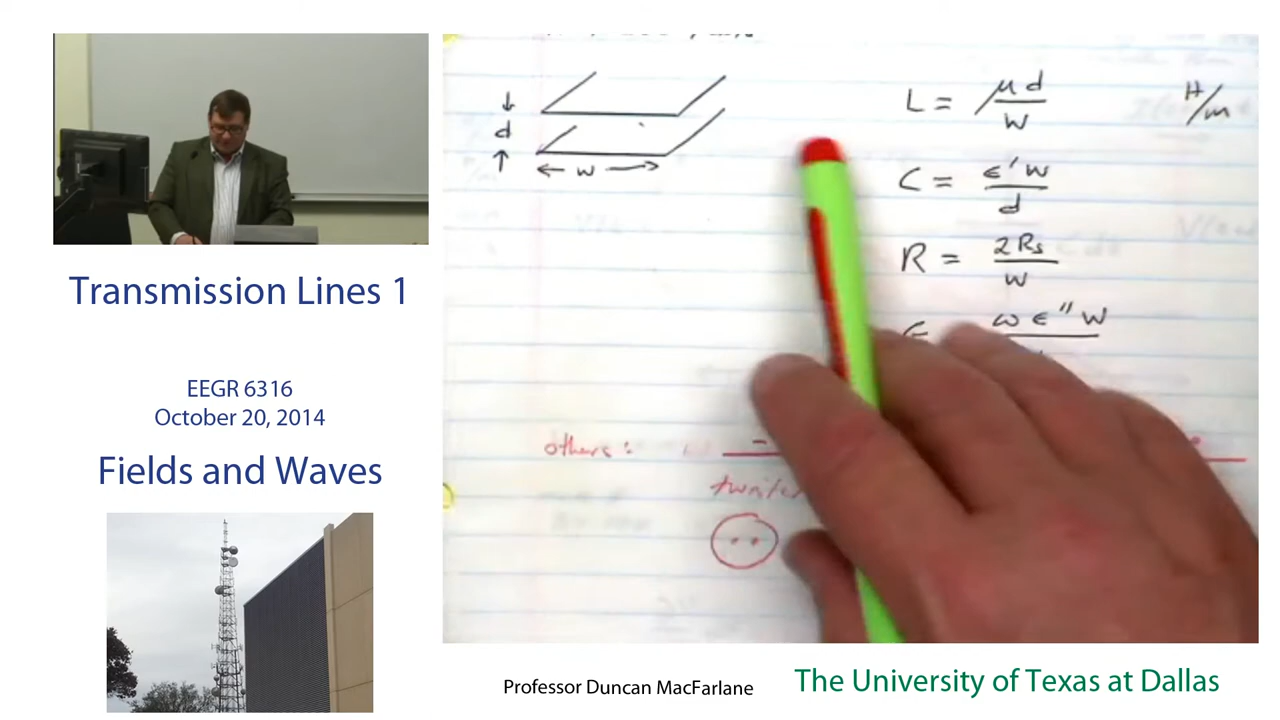 Transmission Lines 1
EEGR 6316
October 20, 2014
Fields and Waves
d
← w →
L = μd/W H/m
C = ε'W/d
R = 2Rs/W
ωε"W
others:
Professor Duncan MacFarlane
The University of Texas at Dallas